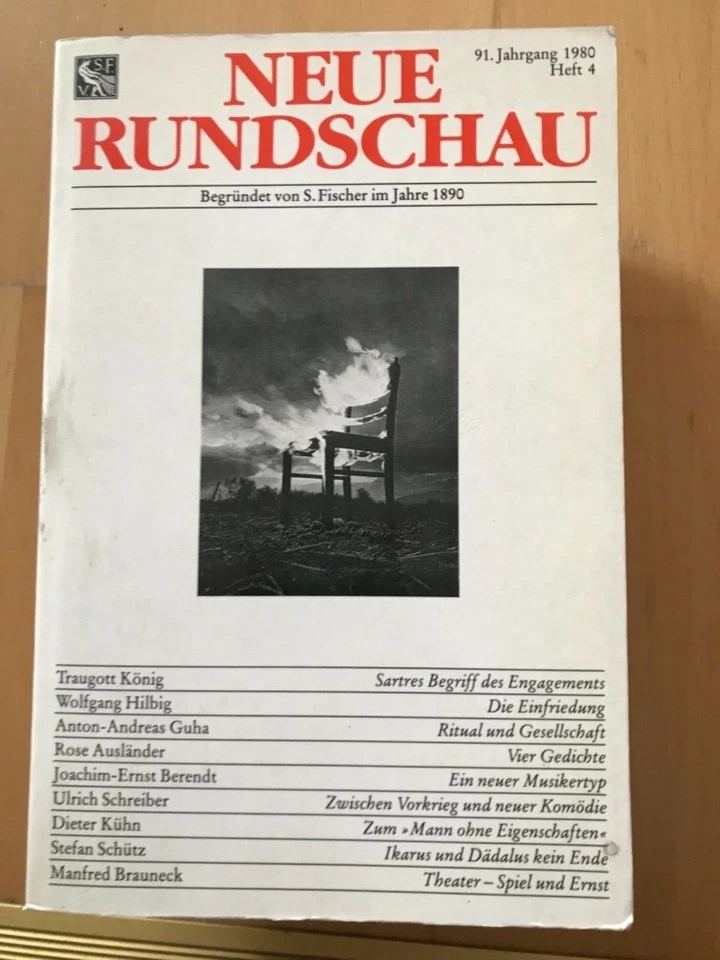 S.F.
V.
NEUE
RUNDSCHAU
91. Jahrgang 1980
Heft 4
Begründet von S. Fischer im Jahre 1890
Traugott König Sartres Begriff des Engagements
Wolfgang Hilbig Die Einfriedung
Anton-Andreas Guha Ritual und Gesellschaft
Rose Ausländer Vier Gedichte
Joachim-Ernst Berendt Ein neuer Musikertyp
Ulrich Schreiber Zwischen Vorkrieg und neuer Komödie
Dieter Kühn Zum »Mann ohne Eigenschaften«
Stefan Schütz Ikarus und Dädalus kein Ende
Manfred Brauneck Theater – Spiel und Ernst